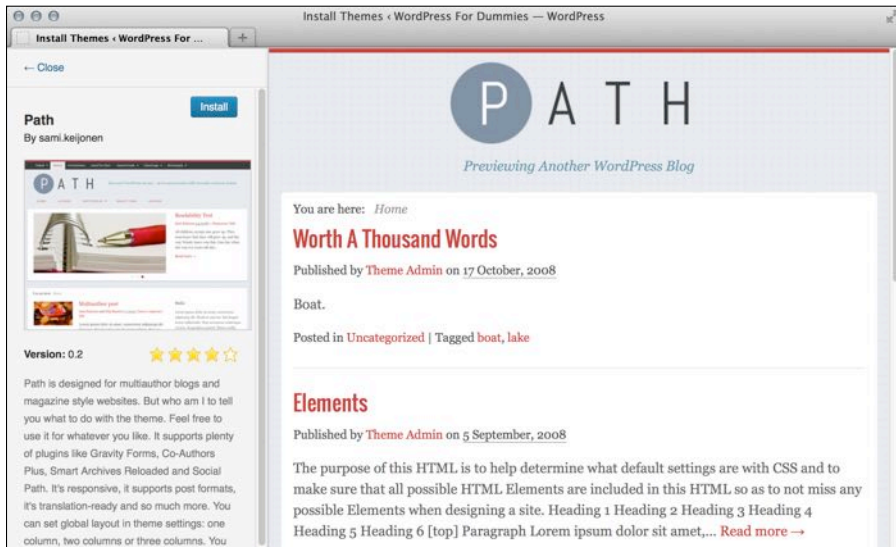 Install Themes ‹ WordPress For Dummies — WordPress
Install Themes ‹ WordPress For ...
+
← Close
Install
Path
By sami.keijonen
PATH
Readability Test
Multiauthor post
Version: 0.2
Path is designed for multiauthor blogs and
magazine style websites. But who am I to tell
you what to do with the theme. Feel free to
use it for whatever you like. It supports plenty
of plugins like Gravity Forms, Co-Authors
Plus, Smart Archives Reloaded and Social
Path. It's responsive, it supports post formats,
it's translation-ready and so much more. You
can set global layout in theme settings: one
column, two columns or three columns. You
PATH
Previewing Another WordPress Blog
You are here: Home
Worth A Thousand Words
Published by Theme Admin on 17 October, 2008
Boat.
Posted in Uncategorized | Tagged boat, lake
Elements
Published by Theme Admin on 5 September, 2008
The purpose of this HTML is to help determine what default settings are with CSS and to
make sure that all possible HTML Elements are included in this HTML so as to not miss any
possible Elements when designing a site. Heading 1 Heading 2 Heading 3 Heading 4
Heading 5 Heading 6 [top] Paragraph Lorem ipsum dolor sit amet,... Read more →